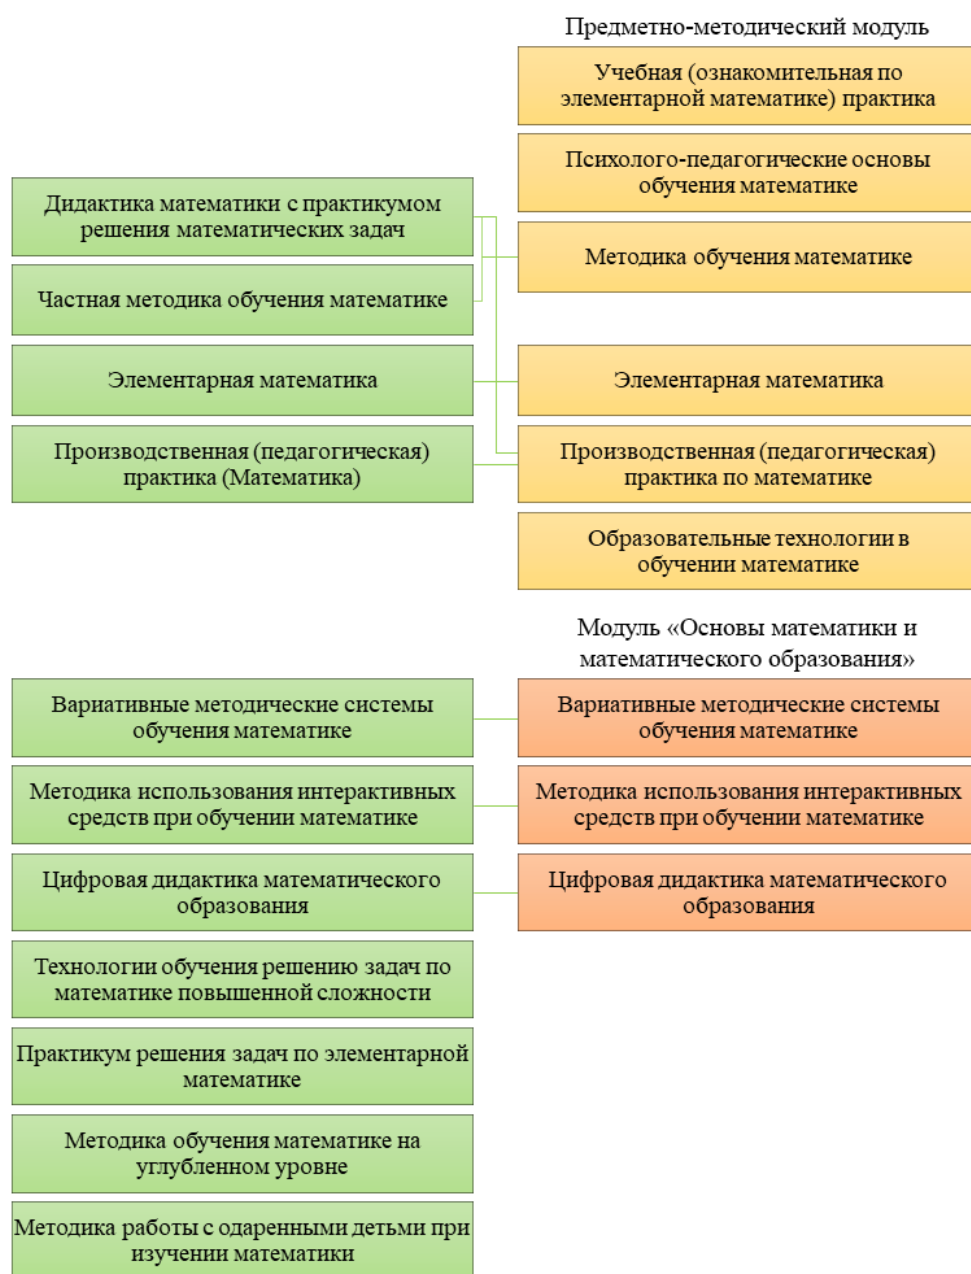 Предметно-методический модуль
Учебная (ознакомительная по
элементарной математике) практика
Психолого-педагогические основы
обучения математике
Дидактика математики с практикумом
решения математических задач
Методика обучения математике
Частная методика обучения математике
Элементарная математика
Элементарная математика
Производственная (педагогическая)
практика (Математика)
Производственная (педагогическая)
практика по математике
Образовательные технологии в
обучении математике
Модуль «Основы математики и
математического образования»
Вариативные методические системы
обучения математике
Вариативные методические системы
обучения математике
Методика использования интерактивных
средств при обучении математике
Методика использования интерактивных
средств при обучении математике
Цифровая дидактика математического
образования
Цифровая дидактика математического
образования
Технологии обучения решению задач по
математике повышенной сложности
Практикум решения задач по элементарной
математике
Методика обучения математике на
углубленном уровне
Методика работы с одаренными детьми при
изучении математики